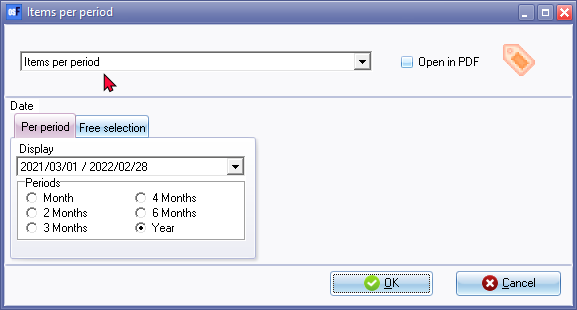 Items per period
Items per period
Open in PDF
Date
Per period Free selection
Display
2021/03/01 / 2022/02/28
Periods
Month 4 Months
2 Months 6 Months
3 Months Year
OK Cancel